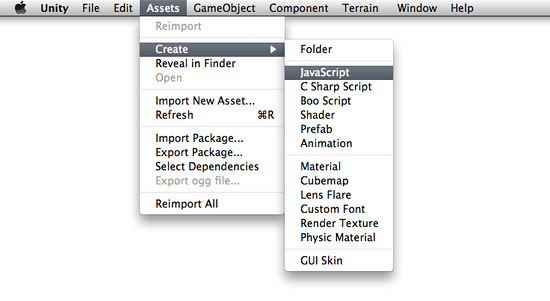 Unity File Edit Assets GameObject Component Terrain Window Help
Reimport
Create
Reveal in Finder
Open
Import New Asset...
Refresh ⌘R
Import Package...
Export Package...
Select Dependencies
Export ogg file...
Reimport All
Folder
JavaScript
C Sharp Script
Boo Script
Shader
Prefab
Animation
Material
Cubemap
Lens Flare
Custom Font
Render Texture
Physic Material
GUI Skin